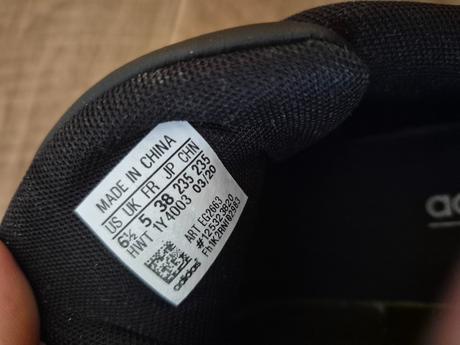 MADE IN CHINA
US UK FR JP CHN
6½ 5 38 235 235
HWT 1Y4003 03/20
ART EG2663
#125323820
adidas